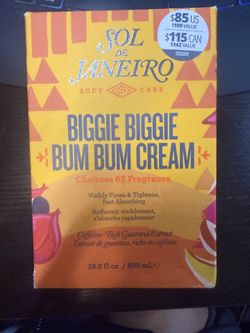 $85 US
$109 VALUE
$115 CAN
$142 VALUE
EXCLUSIVE
SOL
DE
JANEIRO
BODY CARE
BIGGIE BIGGIE
BUM BUM CREAM
Cheirosa 62 Fragrance
Visibly Firms & Tightens,
Fast Absorbing
Raffermit visiblement,
s'absorbe rapidement
Caffeine-Rich Guaraná Extract
Extrait de guarana, riche en caféine
16.9 fl oz / 500 mL e